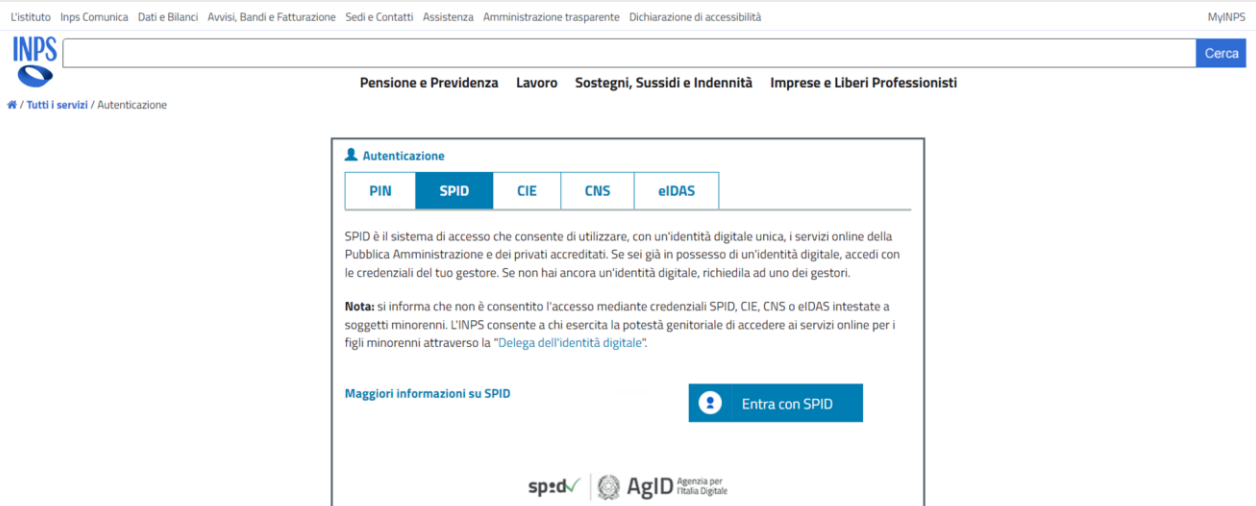 L'istituto Inps Comunica Dati e Bilanci Avvisi, Bandi e Fatturazione Sedi e Contatti Assistenza Amministrazione trasparente Dichiarazione di accessibilità MyINPS
INPS
Cerca
Pensione e Previdenza Lavoro Sostegni, Sussidi e Indennità Imprese e Liberi Professionisti
/ Tutti i servizi / Autenticazione
Autenticazione
PIN SPID CIE CNS eIDAS
SPID è il sistema di accesso che consente di utilizzare, con un'identità digitale unica, i servizi online della
Pubblica Amministrazione e dei privati accreditati. Se sei già in possesso di un'identità digitale, accedi con
le credenziali del tuo gestore. Se non hai ancora un'identità digitale, richiedila ad uno dei gestori.
Nota: si informa che non è consentito l'accesso mediante credenziali SPID, CIE, CNS o eIDAS intestate a
soggetti minorenni. L'INPS consente a chi esercita la potestà genitoriale di accedere ai servizi online per i
figli minorenni attraverso la "Delega dell'identità digitale".
Maggiori informazioni su SPID
Entra con SPID
spid AgID Agenzia per
l'Italia Digitale